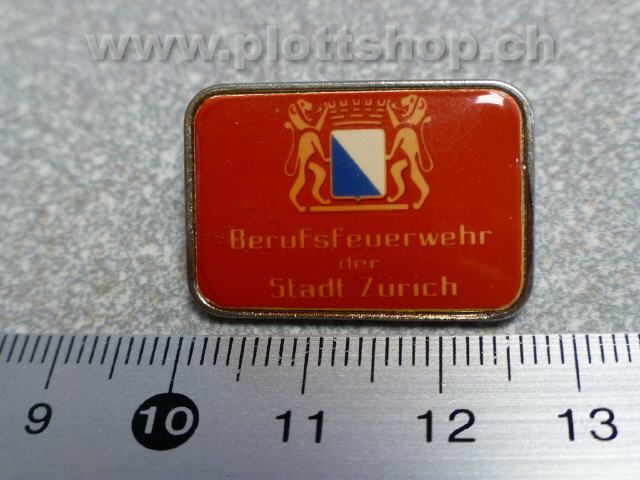 www.plottshop.ch
Berufsfeuerwehr
der
Stadt Zürich
9 10 11 12 13